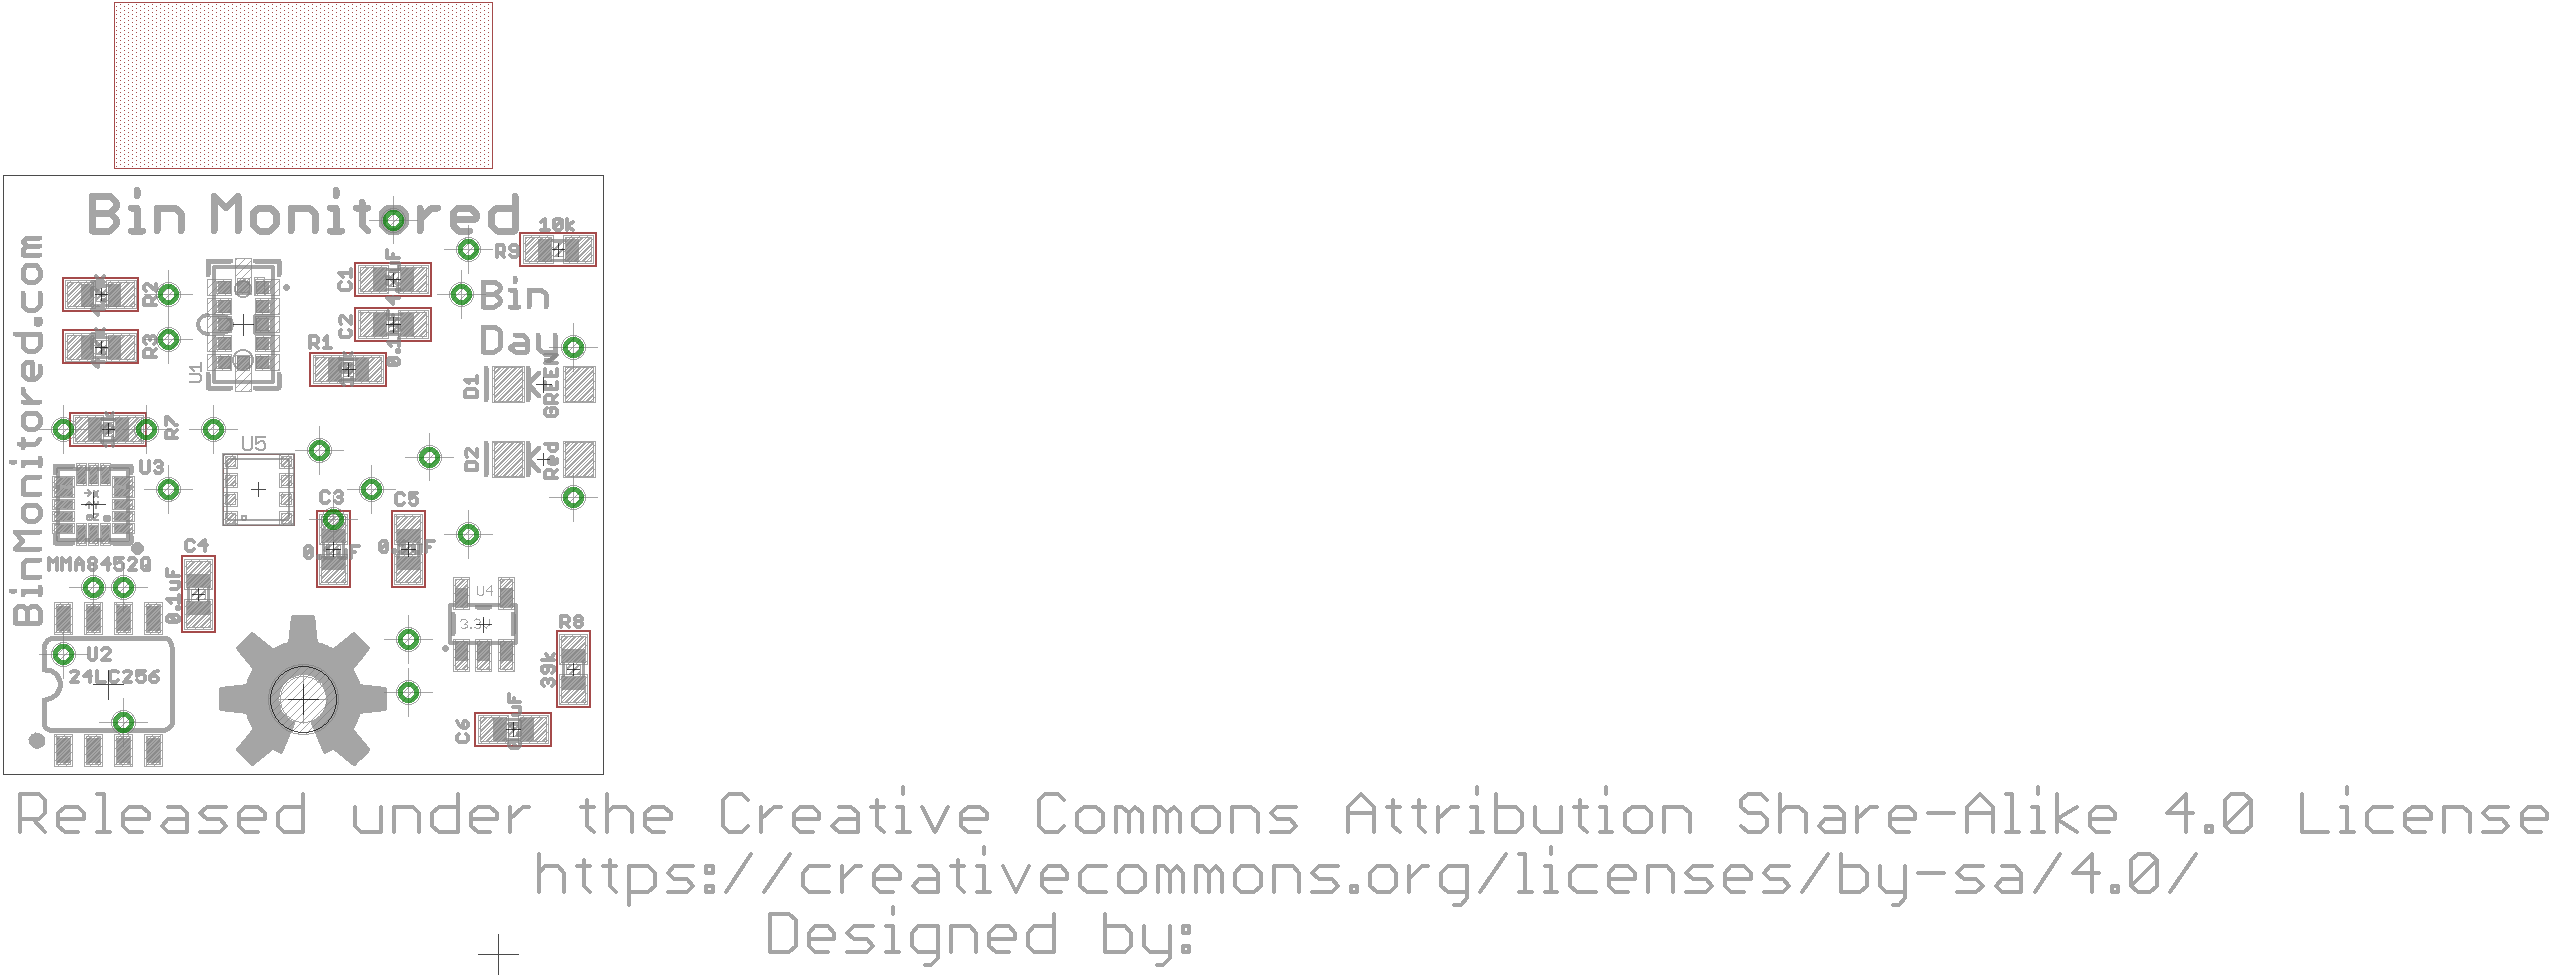 Bin Monitored
BinMonitored.com
10k
R9
C1
R2
Bin
Day
C2
R3
R1
U1
D1
GREEN
R7
U5
D2
Red
U3
C3
C5
C4
MMA8452Q
0.1uF
U4
3.3v
R8
39k
U2
24LC256
C6
Released under the Creative Commons Attribution Share-Alike 4.0 License
https://creativecommons.org/licenses/by-sa/4.0/
Designed by: